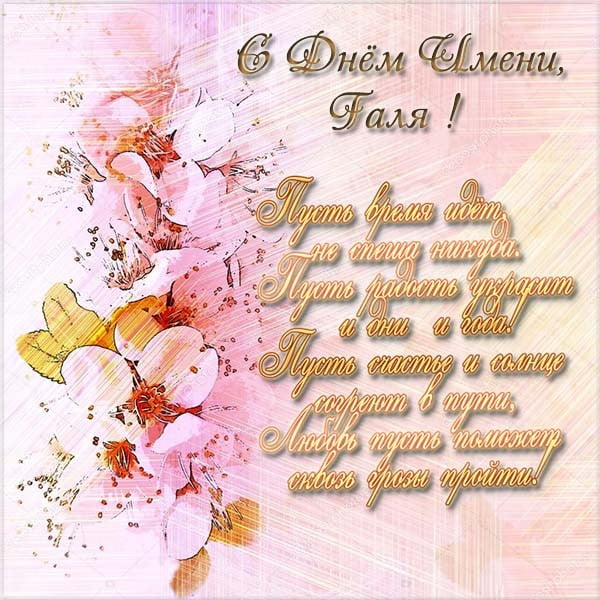 С Днём Имени,
Галя !
Пусть время идёт,
не спеша никуда.
Пусть радость украсит
и дни и года!
Пусть счастье и солнце
согреют в пути,
Любовь пусть поможет
сквозь грозы пройти!